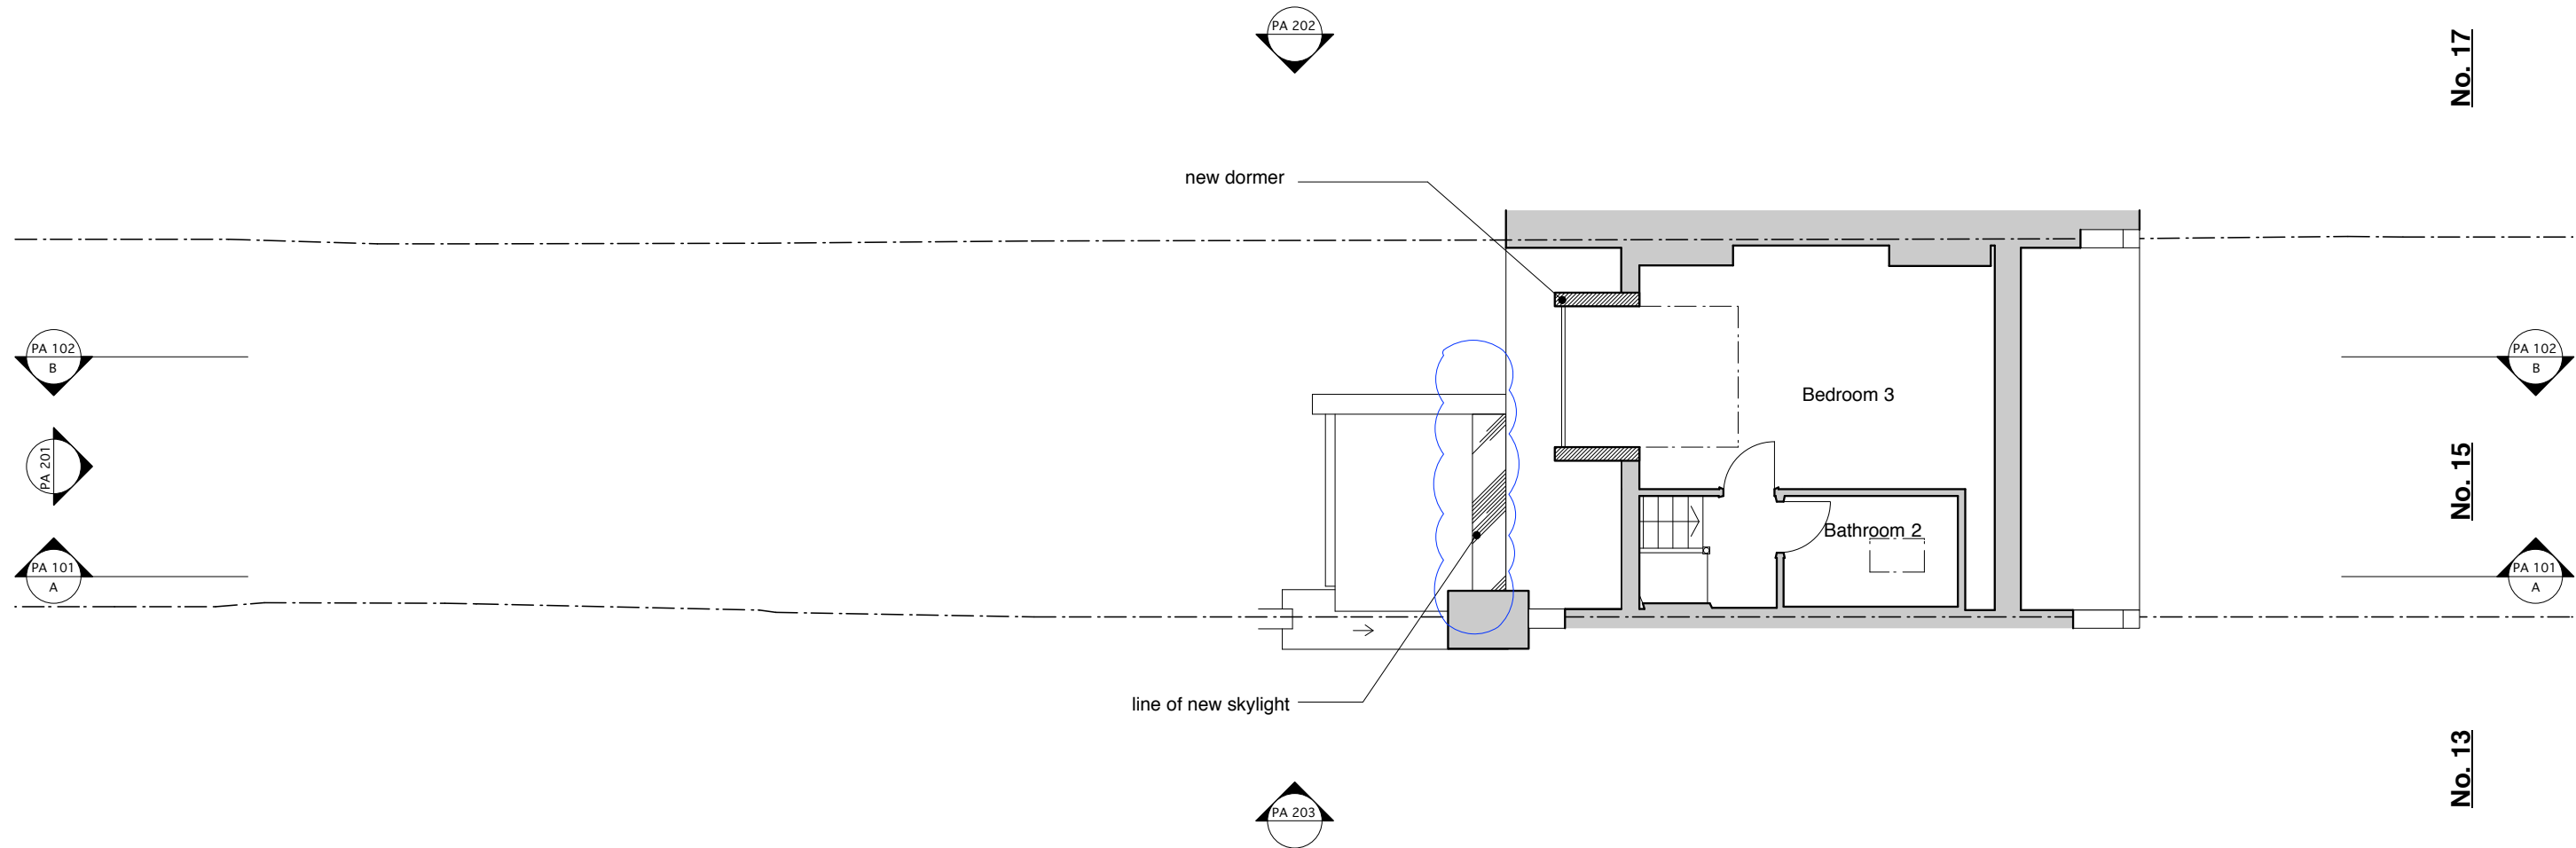 PA 202
No. 17
new dormer
PA 102
B
PA 102
B
Bedroom 3
PA 201
No. 15
Bathroom 2
PA 101
A
PA 101
A
line of new skylight
No. 13
PA 203